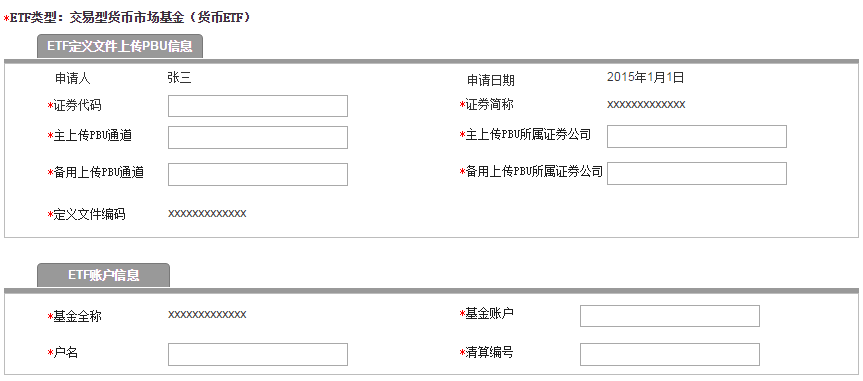 *ETF类型：交易型货币市场基金（货币ETF）
ETF定义文件上传PBU信息
申请人 张三 申请日期 2015年1月1日
*证券代码 *证券简称 xxxxxxxxxxxxx
*主上传PBU通道 *主上传PBU所属证券公司
*备用上传PBU通道 *备用上传PBU所属证券公司
*定义文件编码 xxxxxxxxxxxxx
ETF账户信息
*基金全称 xxxxxxxxxxxxx *基金账户
*户名 *清算编号